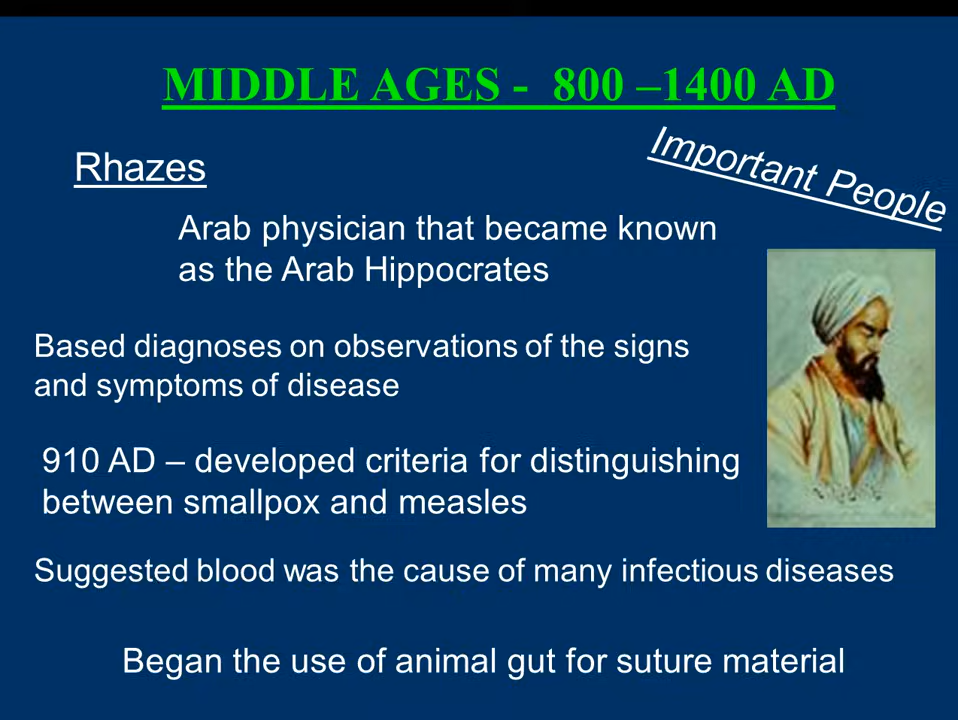 MIDDLE AGES - 800 –1400 AD
Important People
Rhazes
Arab physician that became known
as the Arab Hippocrates
Based diagnoses on observations of the signs
and symptoms of disease
910 AD – developed criteria for distinguishing
between smallpox and measles
Suggested blood was the cause of many infectious diseases
Began the use of animal gut for suture material